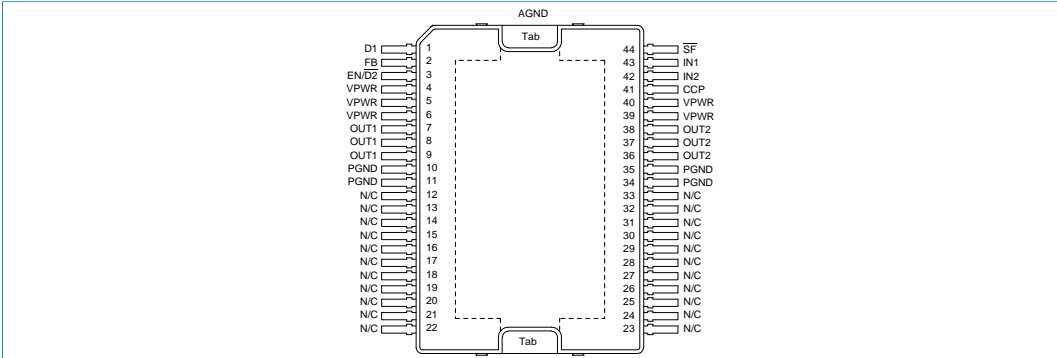 AGND
Tab
D1 1 44 S̅F̅
FB 2 43 IN1
EN/D̅2̅ 3 42 IN2
VPWR 4 41 CCP
VPWR 5 40 VPWR
VPWR 6 39 VPWR
OUT1 7 38 OUT2
OUT1 8 37 OUT2
OUT1 9 36 OUT2
PGND 10 35 PGND
PGND 11 34 PGND
N/C 12 33 N/C
N/C 13 32 N/C
N/C 14 31 N/C
N/C 15 30 N/C
N/C 16 29 N/C
N/C 17 28 N/C
N/C 18 27 N/C
N/C 19 26 N/C
N/C 20 25 N/C
N/C 21 24 N/C
N/C 22 23 N/C
Tab